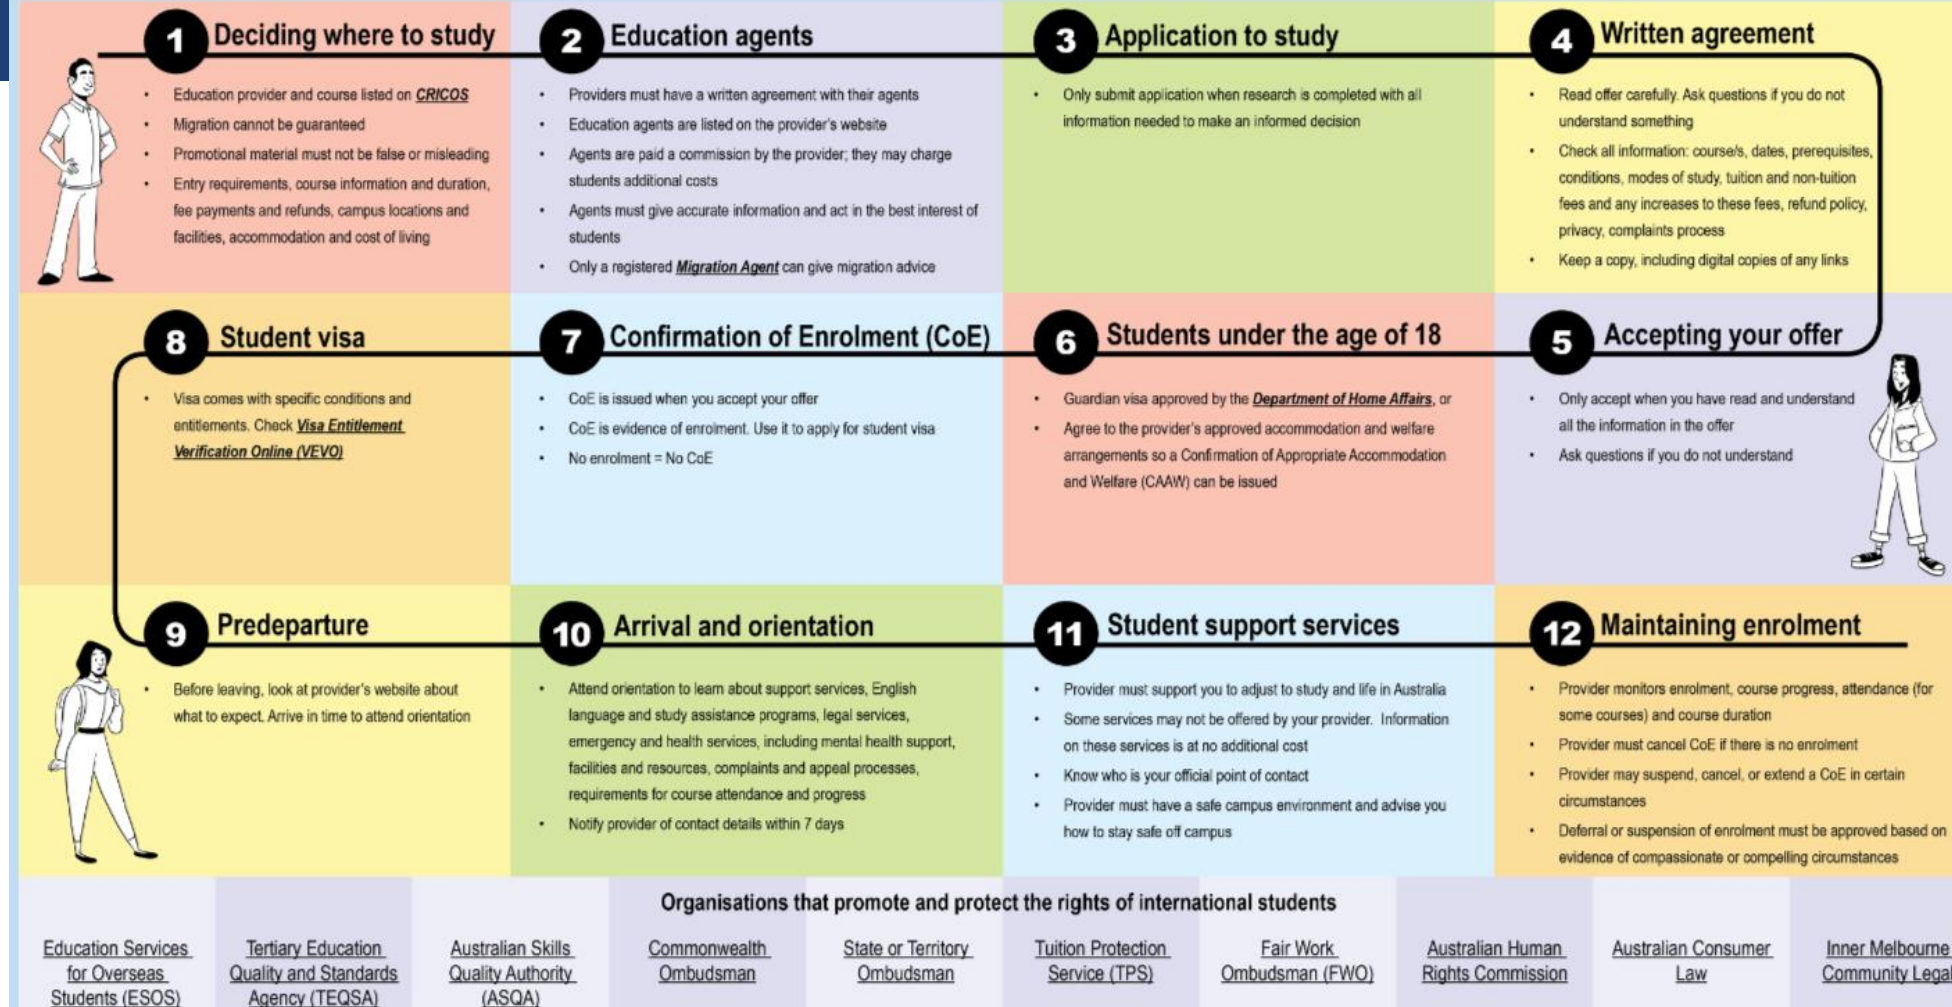 1 Deciding where to study
• Education provider and course listed on CRICOS
• Migration cannot be guaranteed
• Promotional material must not be false or misleading
• Entry requirements, course information and duration,
fee payments and refunds, campus locations and
facilities, accommodation and cost of living
2 Education agents
• Providers must have a written agreement with their agents
• Education agents are listed on the provider's website
• Agents are paid a commission by the provider; they may charge
students additional costs
• Agents must give accurate information and act in the best interest of
students
• Only a registered Migration Agent can give migration advice
3 Application to study
• Only submit application when research is completed with all
information needed to make an informed decision
4 Written agreement
• Read offer carefully. Ask questions if you do not
understand something
• Check all information: course/s, dates, prerequisites,
conditions, modes of study, tuition and non-tuition
fees and any increases to these fees, refund policy,
privacy, complaints process
• Keep a copy, including digital copies of any links
5 Accepting your offer
• Only accept when you have read and understand
all the information in the offer
• Ask questions if you do not understand
6 Students under the age of 18
• Guardian visa approved by the Department of Home Affairs, or
• Agree to the provider's approved accommodation and welfare
arrangements so a Confirmation of Appropriate Accommodation
and Welfare (CAAW) can be issued
7 Confirmation of Enrolment (CoE)
• CoE is issued when you accept your offer
• CoE is evidence of enrolment. Use it to apply for student visa
• No enrolment = No CoE
8 Student visa
• Visa comes with specific conditions and
entitlements. Check Visa Entitlement
Verification Online (VEVO)
9 Predeparture
• Before leaving, look at provider's website about
what to expect. Arrive in time to attend orientation
10 Arrival and orientation
• Attend orientation to learn about support services, English
language and study assistance programs, legal services,
emergency and health services, including mental health support,
facilities and resources, complaints and appeal processes,
requirements for course attendance and progress
• Notify provider of contact details within 7 days
11 Student support services
• Provider must support you to adjust to study and life in Australia
• Some services may not be offered by your provider. Information
on these services is at no additional cost
• Know who is your official point of contact
• Provider must have a safe campus environment and advise you
how to stay safe off campus
12 Maintaining enrolment
• Provider monitors enrolment, course progress, attendance (for
some courses) and course duration
• Provider must cancel CoE if there is no enrolment
• Provider may suspend, cancel, or extend a CoE in certain
circumstances
• Deferral or suspension of enrolment must be approved based on
evidence of compassionate or compelling circumstances
Organisations that promote and protect the rights of international students
Education Services
for Overseas
Students (ESOS)
Tertiary Education
Quality and Standards
Agency (TEQSA)
Australian Skills
Quality Authority
(ASQA)
Commonwealth
Ombudsman
State or Territory
Ombudsman
Tuition Protection
Service (TPS)
Fair Work
Ombudsman (FWO)
Australian Human
Rights Commission
Australian Consumer
Law
Inner Melbourne
Community Legal